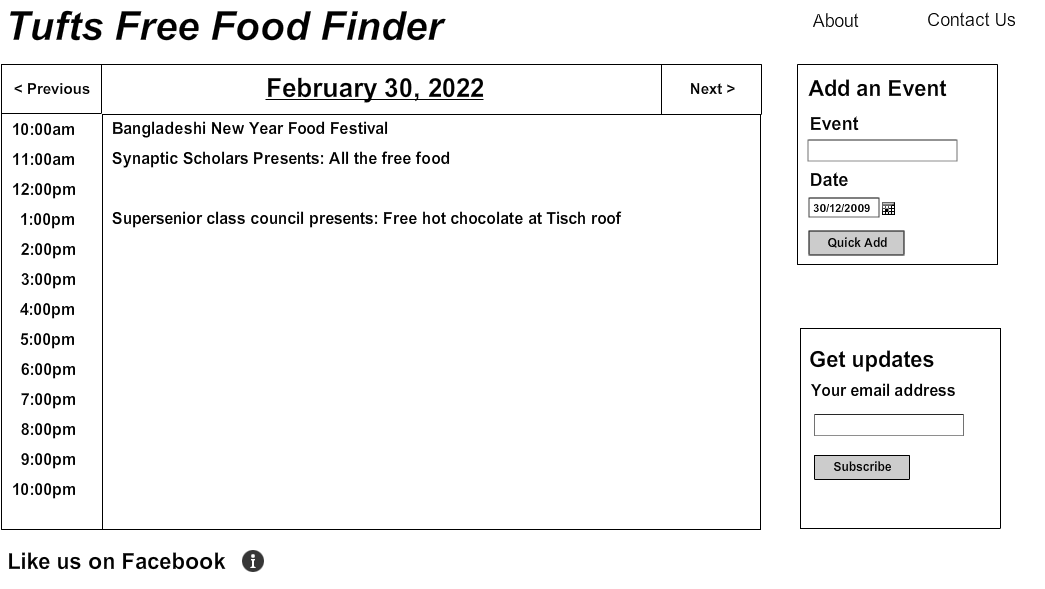 Tufts Free Food Finder
About
Contact Us
< Previous
February 30, 2022
Next >
10:00am Bangladeshi New Year Food Festival
11:00am Synaptic Scholars Presents: All the free food
12:00pm
1:00pm Supersenior class council presents: Free hot chocolate at Tisch roof
2:00pm
3:00pm
4:00pm
5:00pm
6:00pm
7:00pm
8:00pm
9:00pm
10:00pm
Add an Event
Event
Date
30/12/2009
Quick Add
Get updates
Your email address
Subscribe
Like us on Facebook